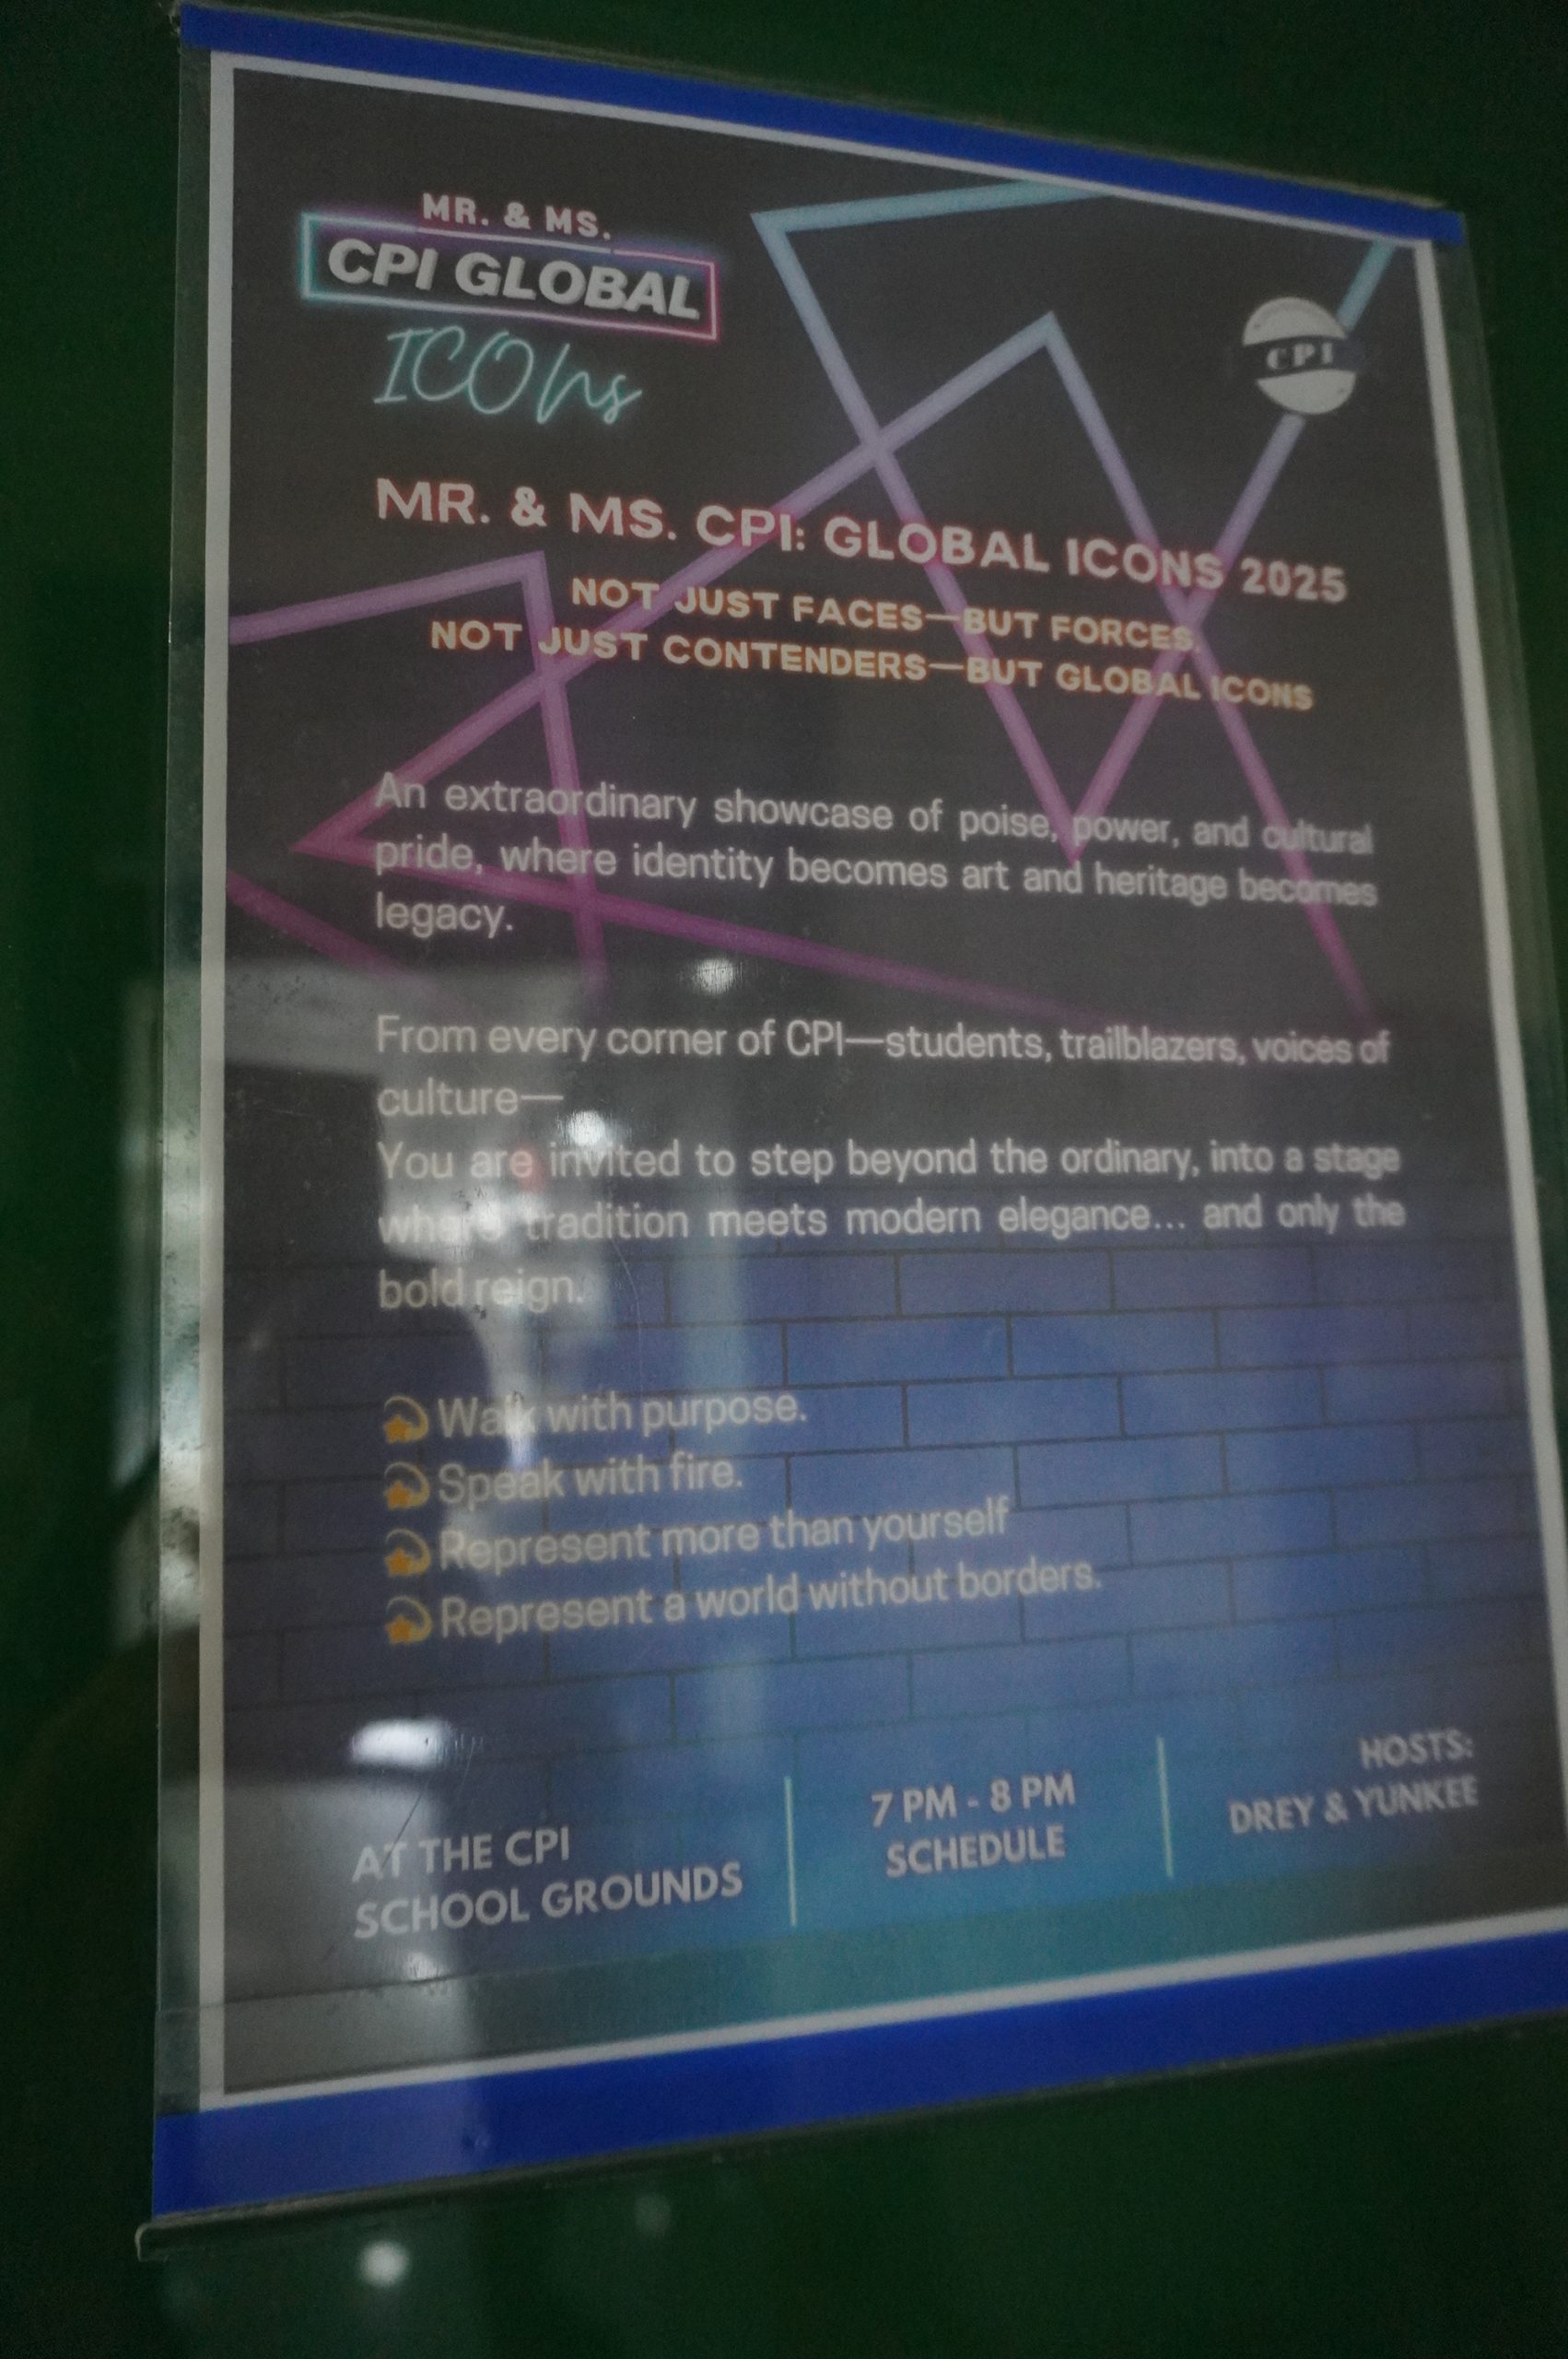 MR. & MS.
CPI GLOBAL
ICONs
CPI
MR. & MS. CPI: GLOBAL ICONS 2025
NOT JUST FACES—BUT FORCES,
NOT JUST CONTENDERS—BUT GLOBAL ICONS
An extraordinary showcase of poise, power, and cultural
pride, where identity becomes art and heritage becomes
legacy.
From every corner of CPI—students, trailblazers, voices of
culture—
You are invited to step beyond the ordinary, into a stage
where tradition meets modern elegance... and only the
bold reign.
Walk with purpose.
Speak with fire.
Represent more than yourself
Represent a world without borders.
AT THE CPI
SCHOOL GROUNDS
7 PM - 8 PM
SCHEDULE
HOSTS:
DREY & YUNKEE